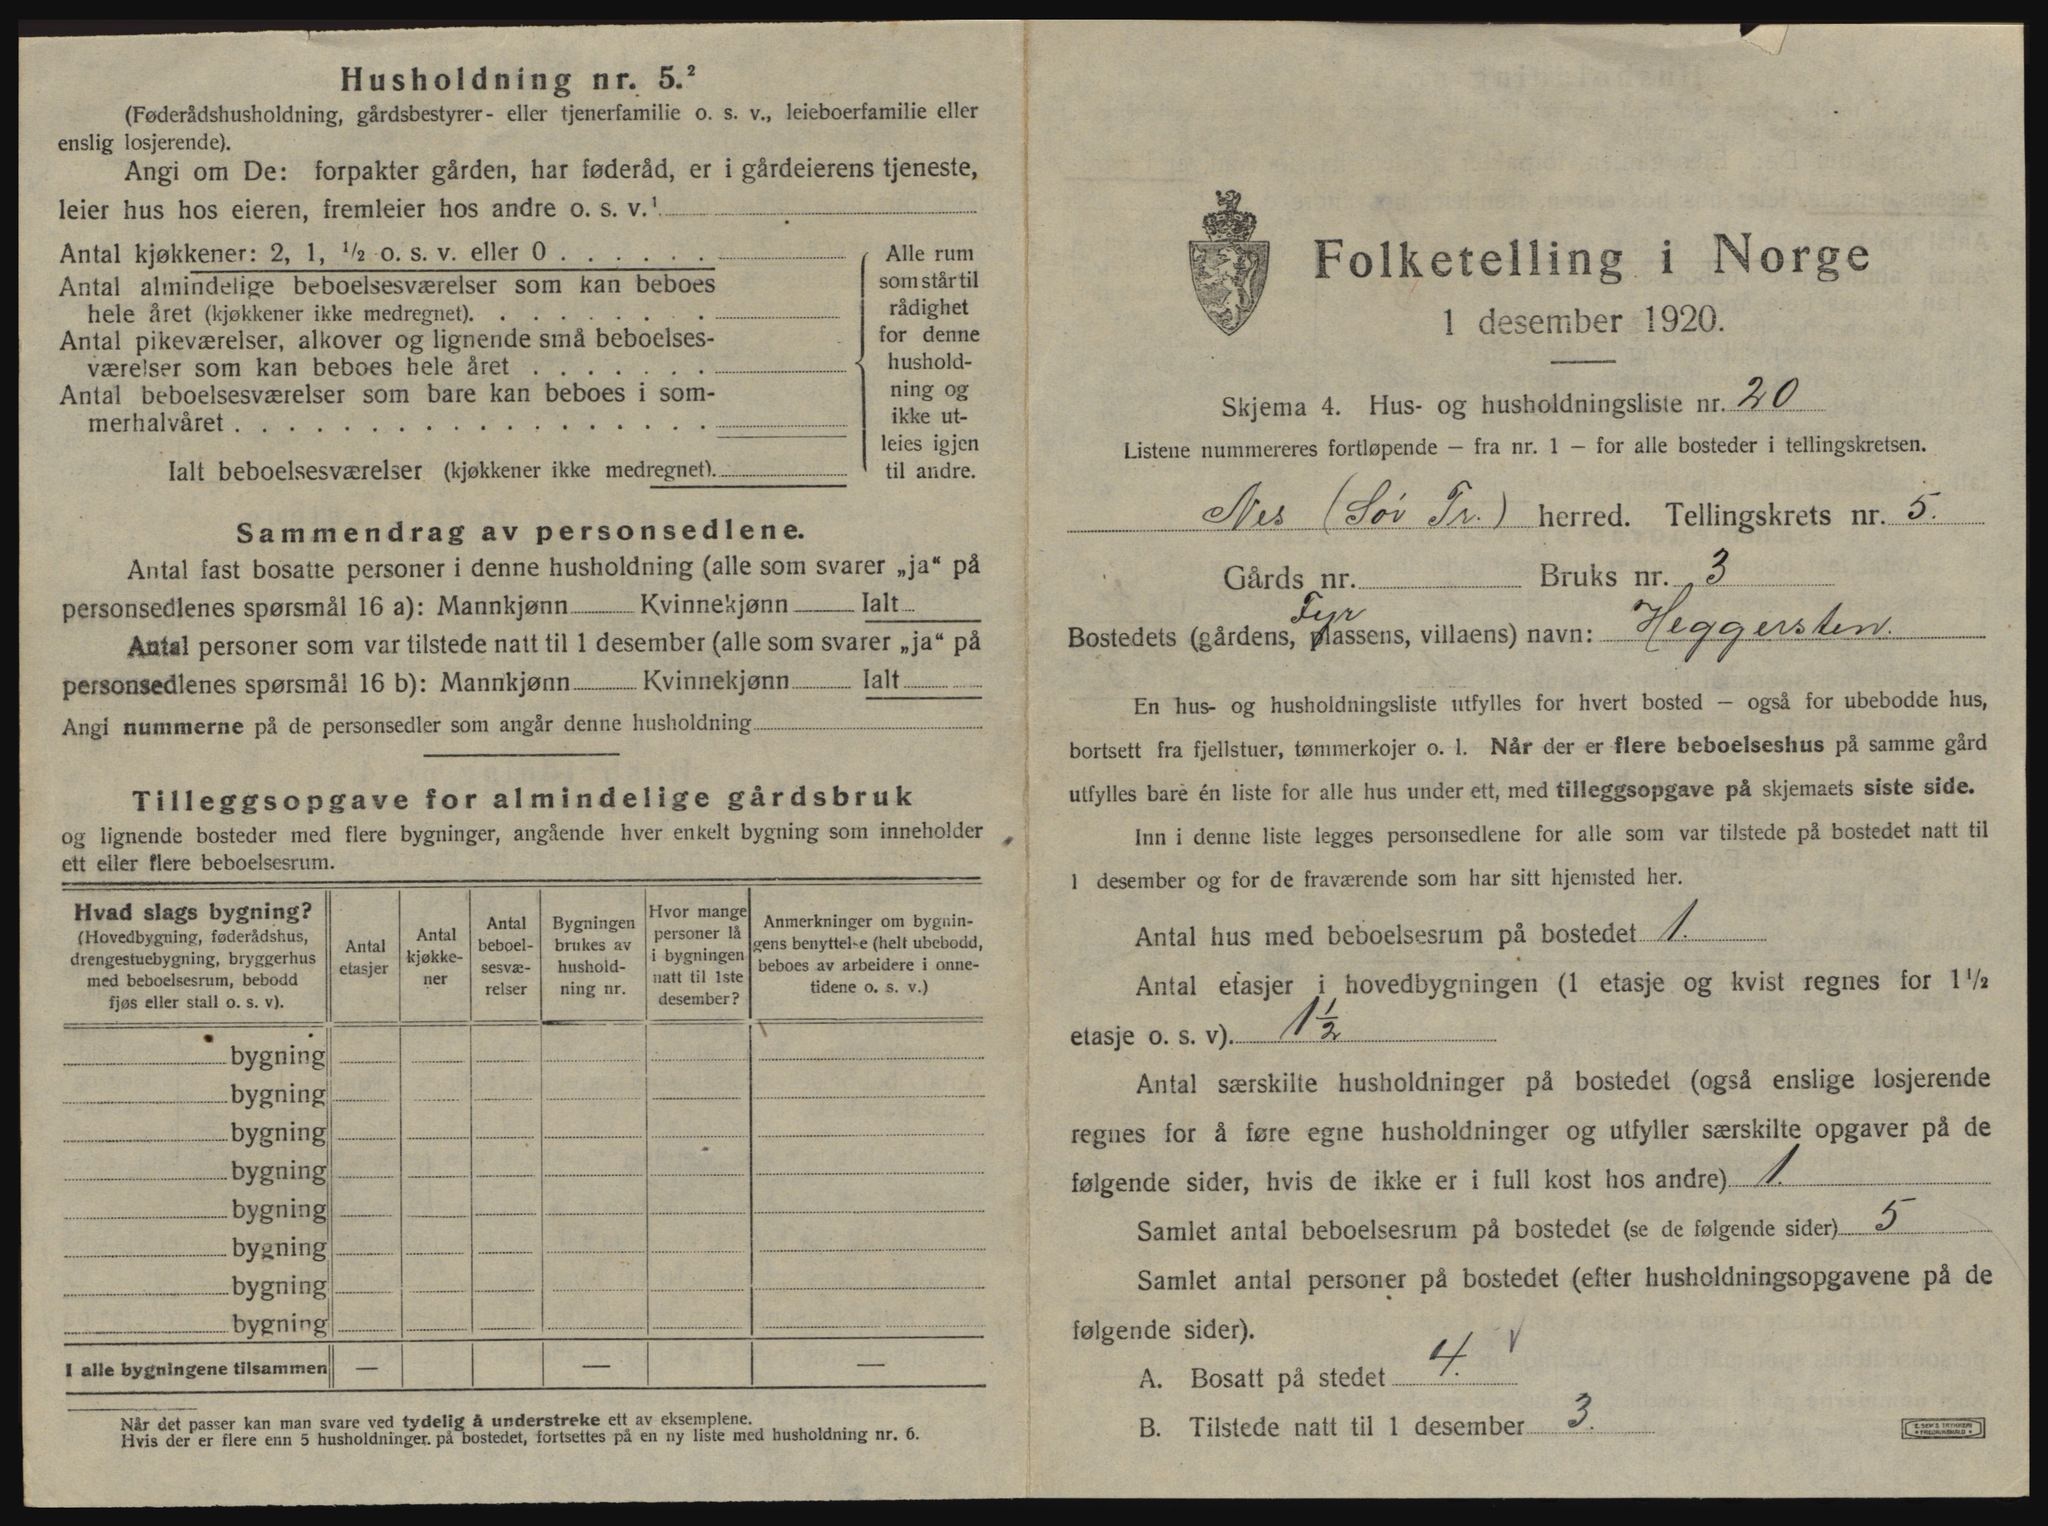 Husholdning nr. 5.²
(Føderådshusholdning, gårdsbestyrer- eller tjenerfamilie o. s. v., leieboerfamilie eller
enslig losjerende).
Angi om De: forpakter gården, har føderåd, er i gårdeierens tjeneste,
leier hus hos eieren, fremleier hos andre o. s. v.¹
Antal kjøkkener: 2, 1, ½ o. s. v. eller 0 . . . . . .
Antal almindelige beboelsesværelser som kan beboes
hele året (kjøkkener ikke medregnet). . . . . . . .
Antal pikeværelser, alkover og lignende små beboelses-
værelser som kan beboes hele året . . . . . . .
Antal beboelsesværelser som bare kan beboes i som-
merhalvåret . . . . . . . . . . . . . . . . . .
Ialt beboelsesværelser (kjøkkener ikke medregnet).
Alle rum
som står til
rådighet
for denne
hushold-
ning og
ikke ut-
leies igjen
til andre.
Sammendrag av personsedlene.
Antal fast bosatte personer i denne husholdning (alle som svarer „ja“ på
personsedlenes spørsmål 16 a): Mannkjønn Kvinnekjønn Ialt
Antal personer som var tilstede natt til 1 desember (alle som svarer „ja“ på
personsedlenes spørsmål 16 b): Mannkjønn Kvinnekjønn Ialt
Angi nummerne på de personsedler som angår denne husholdning
Tilleggsopgave for almindelige gårdsbruk
og lignende bosteder med flere bygninger, angående hver enkelt bygning som inneholder
ett eller flere beboelsesrum.
Hvad slags bygning?
(Hovedbygning, føderådshus,
drengestuebygning, bryggerhus
med beboelsesrum, bebodd
fjøs eller stall o. s. v).
Antal
etasjer
Antal
kjøkke-
ner
Antal
beboel-
sesvæ-
relser
Bygningen
brukes av
hushold-
ning nr.
Hvor mange
personer lå
i bygningen
natt til 1ste
desember?
Anmerkninger om bygnin-
gens benyttelse (helt ubebodd,
beboes av arbeidere i onne-
tidene o. s. v.)
bygning
bygning
bygning
bygning
bygning
bygning
bygning
bygning
I alle bygningene tilsammen — — —
Når det passer kan man svare ved tydelig å understreke ett av eksemplene.
Hvis der er flere enn 5 husholdninger. på bostedet, fortsettes på en ny liste med husholdning nr. 6.
Folketelling i Norge
1 desember 1920.
Skjema 4. Hus- og husholdningsliste nr. 20
Listene nummereres fortløpende — fra nr. 1 — for alle bosteder i tellingskretsen.
Nes (Sør Tr.) herred. Tellingskrets nr. 5.
Gårds nr. Bruks nr. 3
Fyr
Bostedets (gårdens, plassens, villaens) navn: Heggersten.
En hus- og husholdningsliste utfylles for hvert bosted — også for ubebodde hus,
bortsett fra fjellstuer, tømmerkojer o. l. Når der er flere beboelseshus på samme gård
utfylles bare én liste for alle hus under ett, med tilleggsopgave på skjemaets siste side.
Inn i denne liste legges personsedlene for alle som var tilstede på bostedet natt til
1 desember og for de fraværende som har sitt hjemsted her.
Antal hus med beboelsesrum på bostedet 1.
Antal etasjer i hovedbygningen (1 etasje og kvist regnes for 1½
etasje o. s. v). 1½
Antal særskilte husholdninger på bostedet (også enslige losjerende
regnes for å føre egne husholdninger og utfyller særskilte opgaver på de
følgende sider, hvis de ikke er i full kost hos andre) 1.
Samlet antal beboelsesrum på bostedet (se de følgende sider) 5
Samlet antal personer på bostedet (efter husholdningsopgavene på de
følgende sider).
A. Bosatt på stedet 4. v
B. Tilstede natt til 1 desember 3.